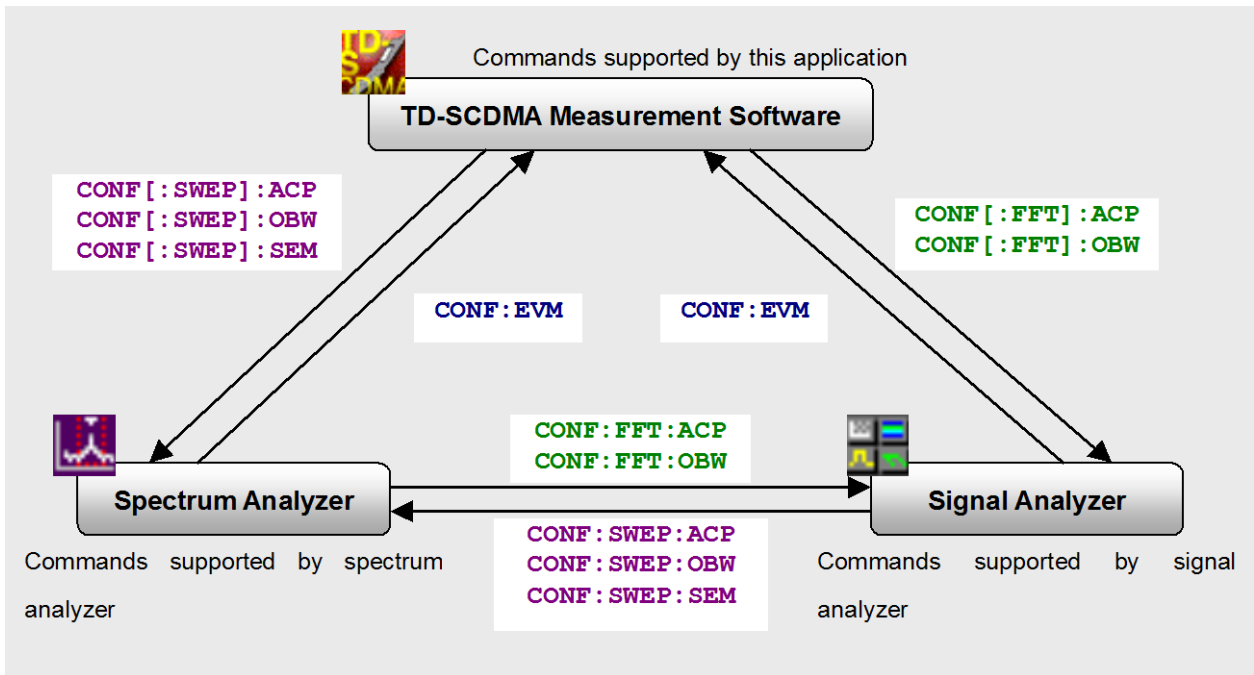 TD-
S
CDMA
Commands supported by this application
TD-SCDMA Measurement Software
CONF[:SWEP]:ACP
CONF[:SWEP]:OBW
CONF[:SWEP]:SEM
CONF[:FFT]:ACP
CONF[:FFT]:OBW
CONF:EVM
CONF:EVM
CONF:FFT:ACP
CONF:FFT:OBW
Spectrum Analyzer
Signal Analyzer
CONF:SWEP:ACP
CONF:SWEP:OBW
CONF:SWEP:SEM
Commands supported by spectrum
analyzer
Commands supported by signal
analyzer